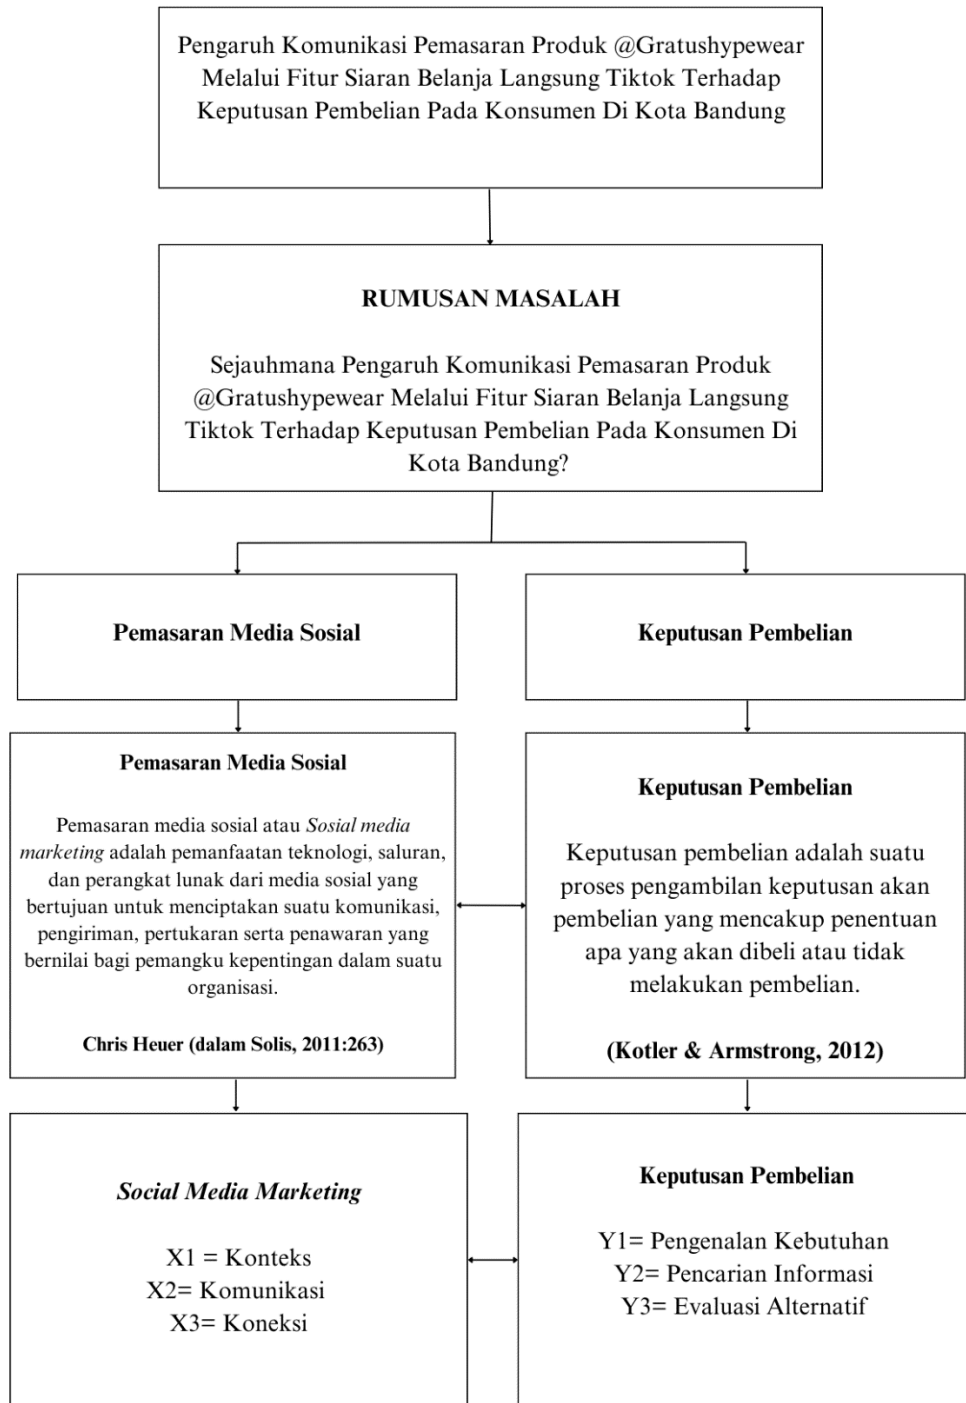 Pengaruh Komunikasi Pemasaran Produk @Gratushypewear
Melalui Fitur Siaran Belanja Langsung Tiktok Terhadap
Keputusan Pembelian Pada Konsumen Di Kota Bandung
RUMUSAN MASALAH
Sejauhmana Pengaruh Komunikasi Pemasaran Produk
@Gratushypewear Melalui Fitur Siaran Belanja Langsung
Tiktok Terhadap Keputusan Pembelian Pada Konsumen Di
Kota Bandung?
Pemasaran Media Sosial
Keputusan Pembelian
Pemasaran Media Sosial
Pemasaran media sosial atau Sosial media
marketing adalah pemanfaatan teknologi, saluran,
dan perangkat lunak dari media sosial yang
bertujuan untuk menciptakan suatu komunikasi,
pengiriman, pertukaran serta penawaran yang
bernilai bagi pemangku kepentingan dalam suatu
organisasi.
Chris Heuer (dalam Solis, 2011:263)
Keputusan Pembelian
Keputusan pembelian adalah suatu
proses pengambilan keputusan akan
pembelian yang mencakup penentuan
apa yang akan dibeli atau tidak
melakukan pembelian.
(Kotler & Armstrong, 2012)
Social Media Marketing
X1 = Konteks
X2= Komunikasi
X3= Koneksi
Keputusan Pembelian
Y1= Pengenalan Kebutuhan
Y2= Pencarian Informasi
Y3= Evaluasi Alternatif